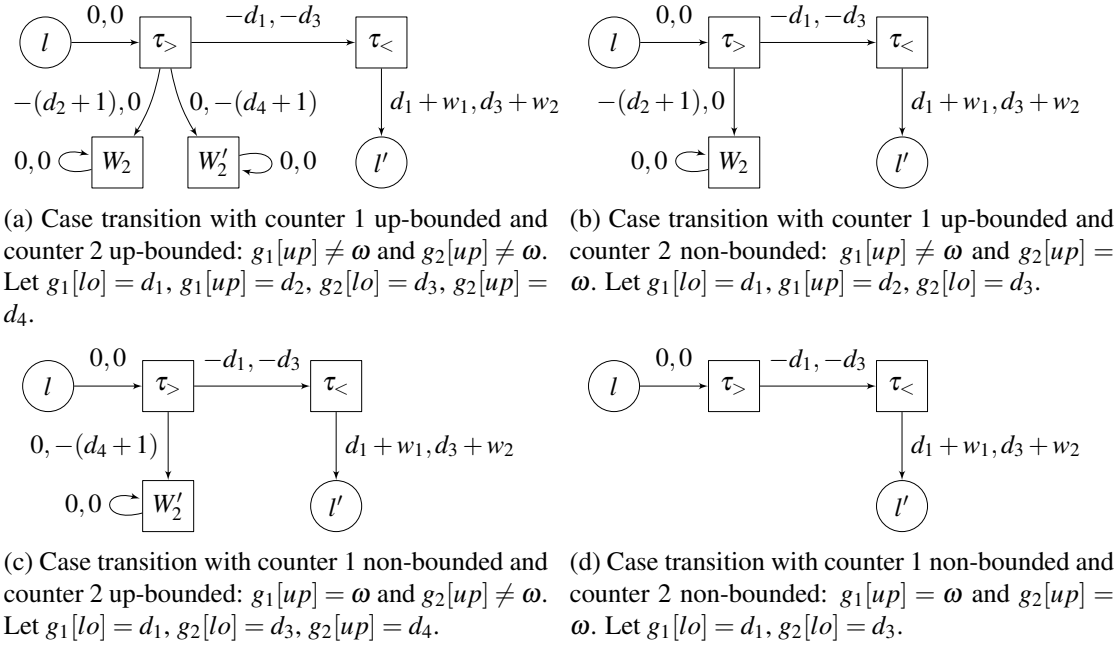 0,0
−d₁,−d₃
l
τ>
τ<
−(d₂ + 1),0
0,−(d₄ + 1)
d₁ + w₁,d₃ + w₂
0,0
W₂
W₂′
0,0
l′
0,0
−d₁,−d₃
l
τ>
τ<
−(d₂ + 1),0
d₁ + w₁,d₃ + w₂
0,0
W₂
l′
(a) Case transition with counter 1 up-bounded and
counter 2 up-bounded: g₁[up] ≠ ω and g₂[up] ≠ ω.
Let g₁[lo] = d₁, g₁[up] = d₂, g₂[lo] = d₃, g₂[up] =
d₄.
(b) Case transition with counter 1 up-bounded and
counter 2 non-bounded: g₁[up] ≠ ω and g₂[up] =
ω. Let g₁[lo] = d₁, g₁[up] = d₂, g₂[lo] = d₃.
0,0
−d₁,−d₃
l
τ>
τ<
0,−(d₄ + 1)
d₁ + w₁,d₃ + w₂
0,0
W₂′
l′
0,0
−d₁,−d₃
l
τ>
τ<
d₁ + w₁,d₃ + w₂
l′
(c) Case transition with counter 1 non-bounded and
counter 2 up-bounded: g₁[up] = ω and g₂[up] ≠ ω.
Let g₁[lo] = d₁, g₂[lo] = d₃, g₂[up] = d₄.
(d) Case transition with counter 1 non-bounded and
counter 2 non-bounded: g₁[up] = ω and g₂[up] =
ω. Let g₁[lo] = d₁, g₂[lo] = d₃.